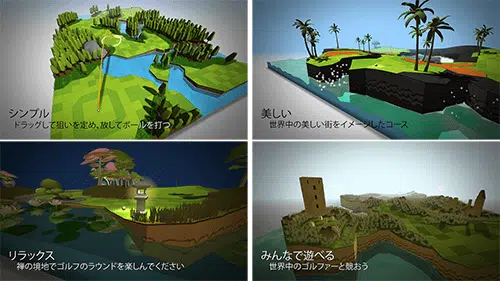 シンプル
ドラッグして狙いを定め、放してボールを打つ
美しい
世界中の美しい街をイメージしたコース
リラックス
禅の境地でゴルフのラウンドを楽しんでください
みんなで遊べる
世界中のゴルファーと競おう